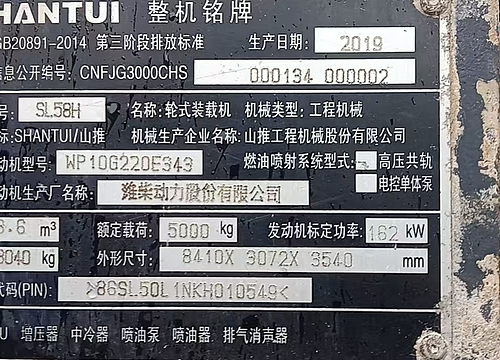 HANTUI 整机铭牌
GB20891-2014 第三阶段排放标准 生产日期: 2019
信息公开编号: CNFJG3000CHS 000134 000002
号: SL58H 名称: 轮式装载机 机械类型: 工程机械
标: SHANTUI/山推 机械生产企业名称: 山推工程机械股份有限公司
动机型号: WP10G220E343 燃油喷射系统型式: 高压共轨
电控单体泵
动机生产厂名称: 潍柴动力股份有限公司
3.6 m³ 额定载荷: 5000 kg 发动机标定功率: 162 kW
8040 kg 外形尺寸: 8410X 3072X 3540 mm
代码(PIN): >86SL50L1NKH010549<
U 增压器 中冷器 喷油泵 喷油器 排气消声器